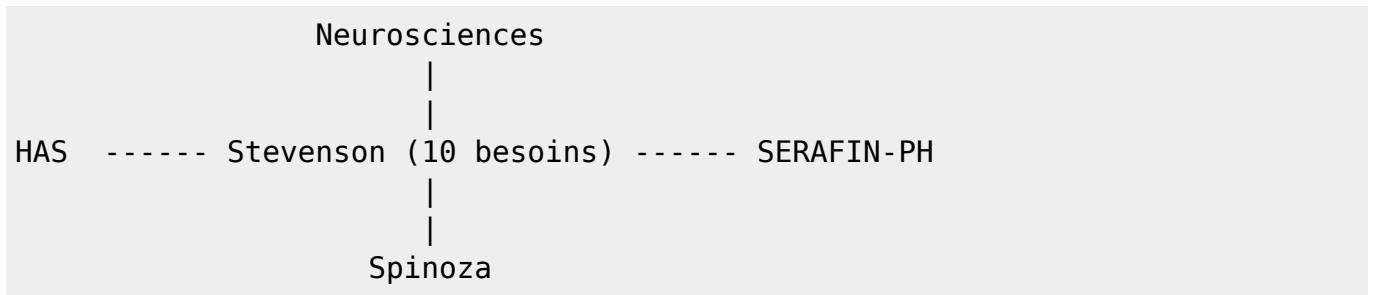 Neurosciences
|
|
HAS ------ Stevenson (10 besoins) ------ SERAFIN-PH
|
|
Spinoza